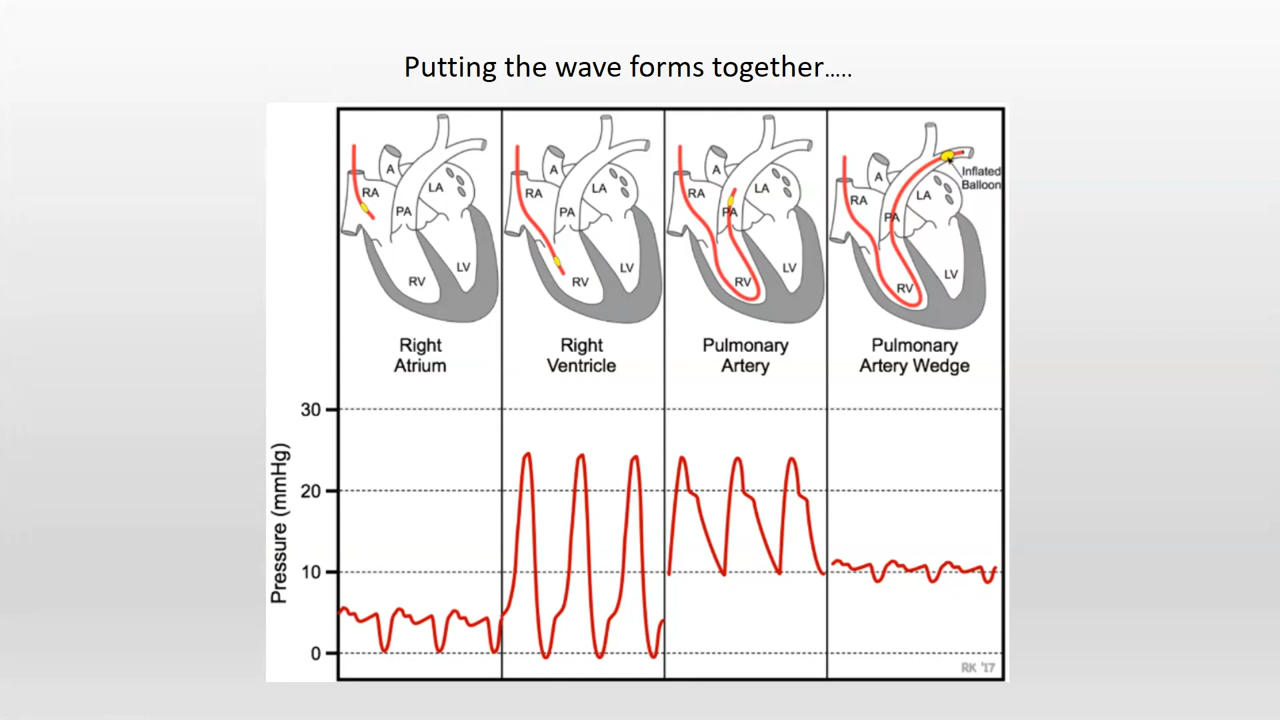 Putting the wave forms together.....
A
RA
LA
PA
LV
RV
A
RA
LA
PA
LV
RV
RA
LA
PA
LV
RV
Inflated
Balloon
A
RA
LA
PA
LV
RV
Right
Atrium
Right
Ventricle
Pulmonary
Artery
Pulmonary
Artery Wedge
Pressure (mmHg)
30
20
10
0
RK '17